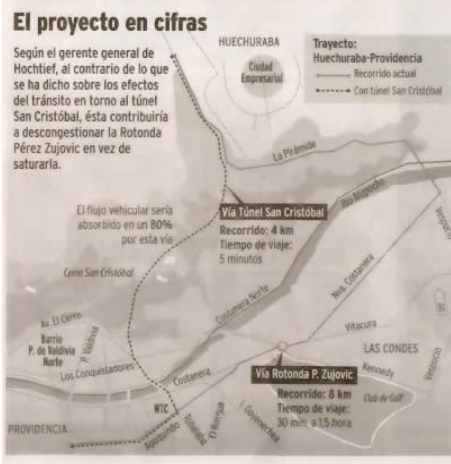 El proyecto en cifras
Según el gerente general de
Hochtief, al contrario de lo que
se ha dicho sobre los efectos
del tránsito en torno al túnel
San Cristóbal, ésta contribuiría
a descongestionar la Rotonda
Pérez Zujovic en vez de
saturarla.
HUECHURABA
Ciudad
Empresarial
Trayecto:
Huechuraba-Providencia
Recorrido actual
Con túnel San Cristóbal
La Pirámide
Río Mapocho
El flujo vehicular sería
absorbido en un 80%
por esta vía
Vía Túnel San Cristóbal
Recorrido: 4 km
Tiempo de viaje:
5 minutos
Vespucio
Cerro San Cristóbal
Nva. Costanera
Costanera Norte
Av. El Cerro
Barrio
P. de Valdivia
Norte
P. Valdivia
Los Conquistadores
Costanera
Vitacura
LAS CONDES
Kennedy
Vespucio
Vía Rotonda P. Zujovic
Recorrido: 8 km
Tiempo de viaje:
30 min. a 1,5 hora
Club de Golf
WTC
PROVIDENCIA
Apoquindo
Tobalaba
El Bosque
I. Goyenechea